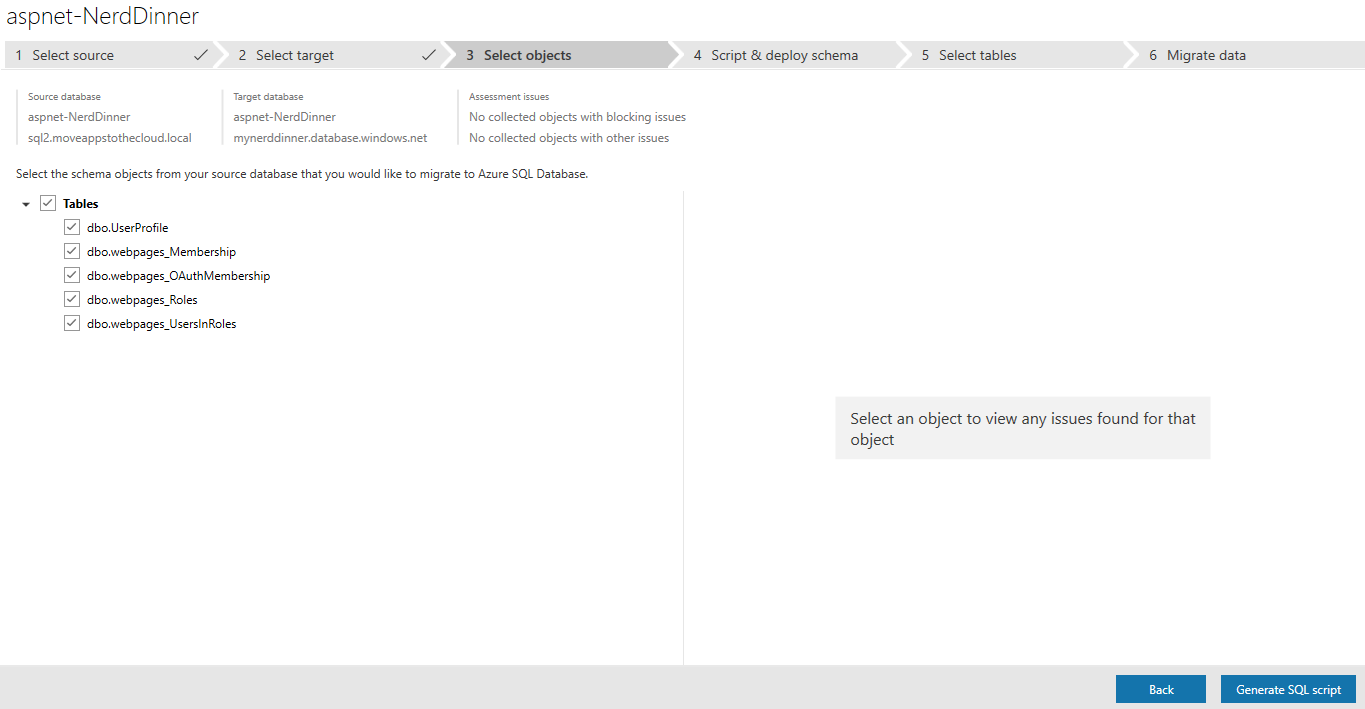 aspnet-NerdDinner
1 Select source
2 Select target
3 Select objects
4 Script & deploy schema
5 Select tables
6 Migrate data
Source database
aspnet-NerdDinner
sql2.moveappstothecloud.local
Target database
aspnet-NerdDinner
mynerddinner.database.windows.net
Assessment issues
No collected objects with blocking issues
No collected objects with other issues
Select the schema objects from your source database that you would like to migrate to Azure SQL Database.
Tables
dbo.UserProfile
dbo.webpages_Membership
dbo.webpages_OAuthMembership
dbo.webpages_Roles
dbo.webpages_UsersInRoles
Select an object to view any issues found for that
object
Back
Generate SQL script